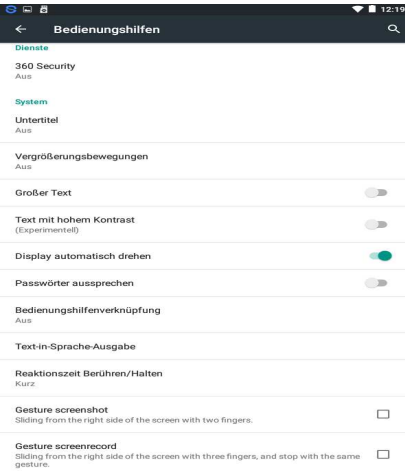 12:19
Bedienungshilfen
Dienste
360 Security
Aus
System
Untertitel
Aus
Vergrößerungsbewegungen
Aus
Großer Text
Text mit hohem Kontrast
(Experimentell)
Display automatisch drehen
Passwörter aussprechen
Bedienungshilfenverknüpfung
Aus
Text-in-Sprache-Ausgabe
Reaktionszeit Berühren/Halten
Kurz
Gesture screenshot
Sliding from the right side of the screen with two fingers.
Gesture screenrecord
Sliding from the right side of the screen with three fingers, and stop with the same
gesture.